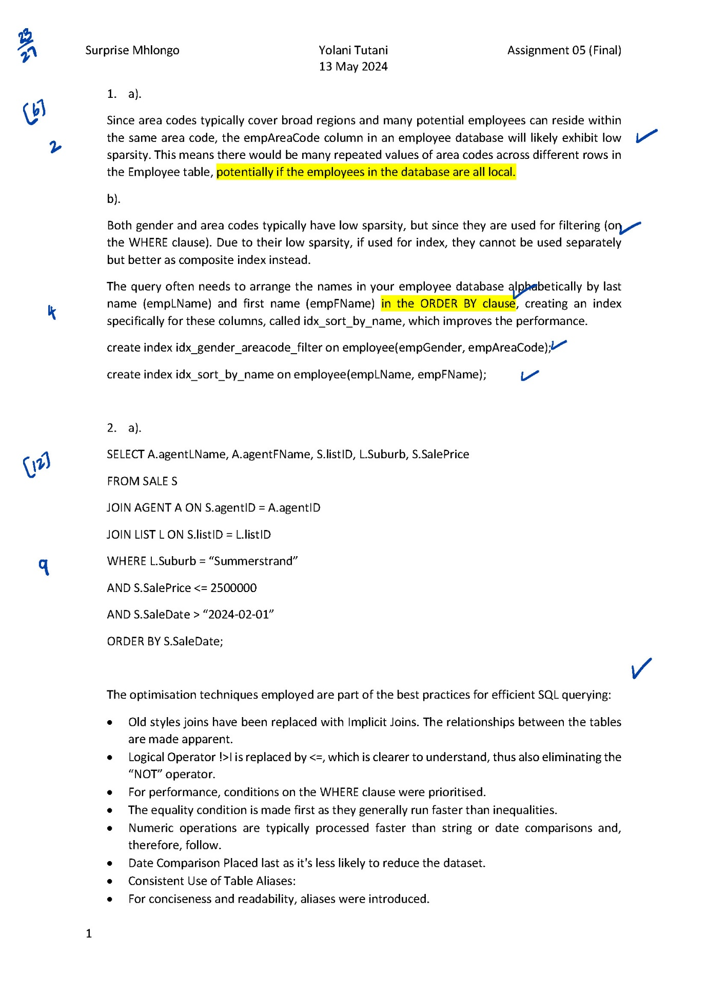 23
27
Surprise Mhlongo Yolani Tutani Assignment 05 (Final)
13 May 2024
1. a).
[6]
Since area codes typically cover broad regions and many potential employees can reside within
the same area code, the empAreaCode column in an employee database will likely exhibit low
2
sparsity. This means there would be many repeated values of area codes across different rows in
the Employee table, potentially if the employees in the database are all local.
b).
Both gender and area codes typically have low sparsity, but since they are used for filtering (on
the WHERE clause). Due to their low sparsity, if used for index, they cannot be used separately
but better as composite index instead.
The query often needs to arrange the names in your employee database alphabetically by last
name (empLName) and first name (empFName) in the ORDER BY clause, creating an index
4
specifically for these columns, called idx_sort_by_name, which improves the performance.
create index idx_gender_areacode_filter on employee(empGender, empAreaCode);
create index idx_sort_by_name on employee(empLName, empFName);
2. a).
[12]
SELECT A.agentLName, A.agentFName, S.listID, L.Suburb, S.SalePrice
FROM SALE S
JOIN AGENT A ON S.agentID = A.agentID
JOIN LIST L ON S.listID = L.listID
9
WHERE L.Suburb = “Summerstrand”
AND S.SalePrice <= 2500000
AND S.SaleDate > “2024-02-01”
ORDER BY S.SaleDate;
The optimisation techniques employed are part of the best practices for efficient SQL querying:
• Old styles joins have been replaced with Implicit Joins. The relationships between the tables
are made apparent.
• Logical Operator !>I is replaced by <=, which is clearer to understand, thus also eliminating the
“NOT” operator.
• For performance, conditions on the WHERE clause were prioritised.
• The equality condition is made first as they generally run faster than inequalities.
• Numeric operations are typically processed faster than string or date comparisons and,
therefore, follow.
• Date Comparison Placed last as it's less likely to reduce the dataset.
• Consistent Use of Table Aliases:
• For conciseness and readability, aliases were introduced.
1